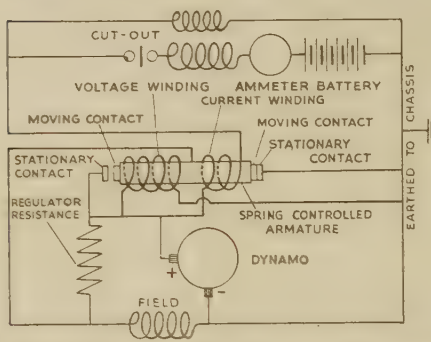 CUT-OUT
VOLTAGE WINDING
AMMETER BATTERY
CURRENT WINDING
MOVING CONTACT
MOVING CONTACT
STATIONARY
CONTACT
STATIONARY
CONTACT
REGULATOR
RESISTANCE
SPRING CONTROLLED
ARMATURE
DYNAMO
+
-
FIELD
EARTHED TO CHASSIS